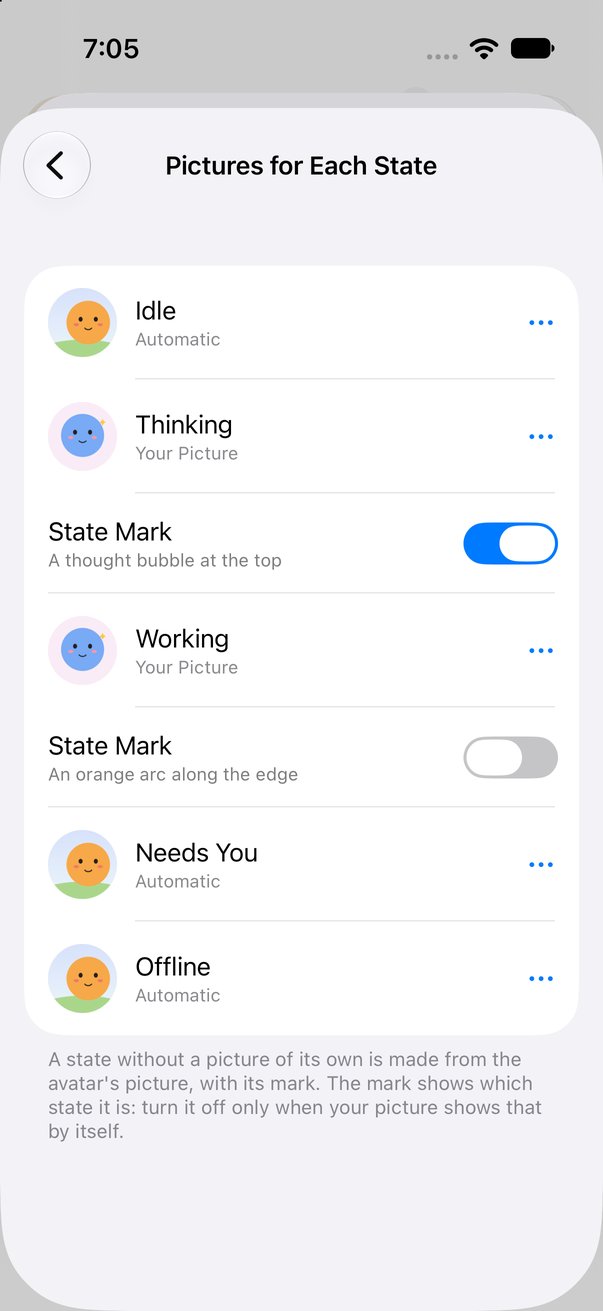 7:05
Pictures for Each State
Idle
Automatic
Thinking
Your Picture
State Mark
A thought bubble at the top
Working
Your Picture
State Mark
An orange arc along the edge
Needs You
Automatic
Offline
Automatic
A state without a picture of its own is made from the
avatar's picture, with its mark. The mark shows which
state it is: turn it off only when your picture shows that
by itself.